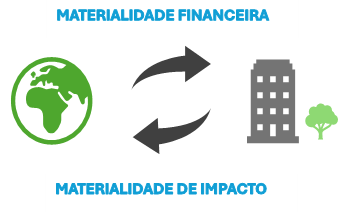 MATERIALIDADE FINANCEIRA
MATERIALIDADE DE IMPACTO